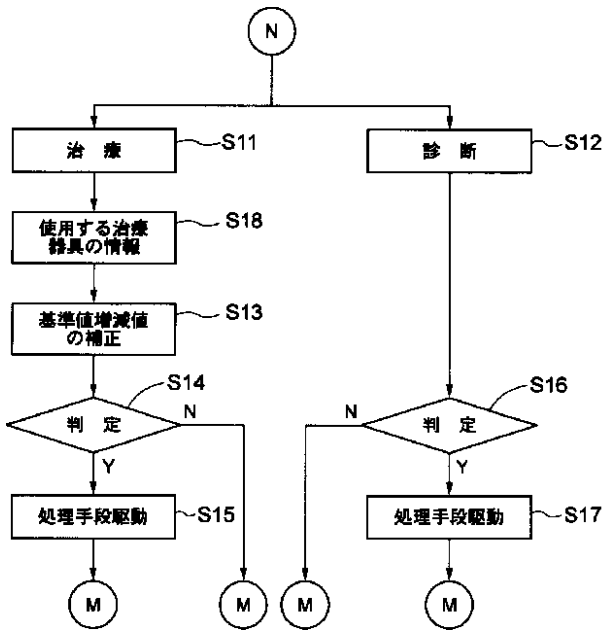 N
治 療
S11
診 断
S12
使用する治療
器具の情報
S18
基準値増減値
の補正
S13
判 定
S14
N
Y
N
判 定
S16
Y
処理手段駆動
S15
処理手段駆動
S17
M
M
M
M